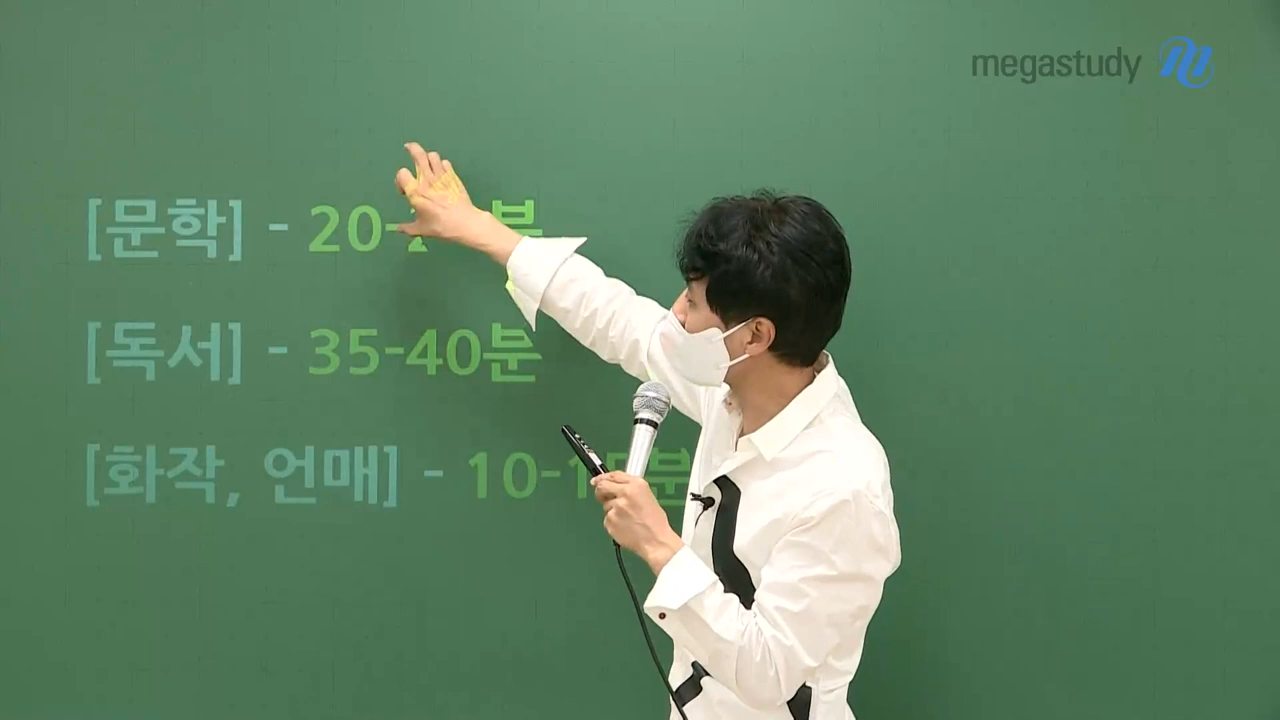 megastudy
[문학] - 20-
[독서] - 35-40분
[화작, 언매] - 10-1